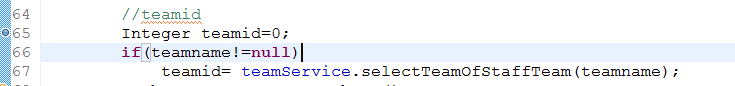 64 //teamid
65 Integer teamid=0;
66 if(teamname!=null)
67 teamid= teamService.selectTeamOfStaffTeam(teamname);